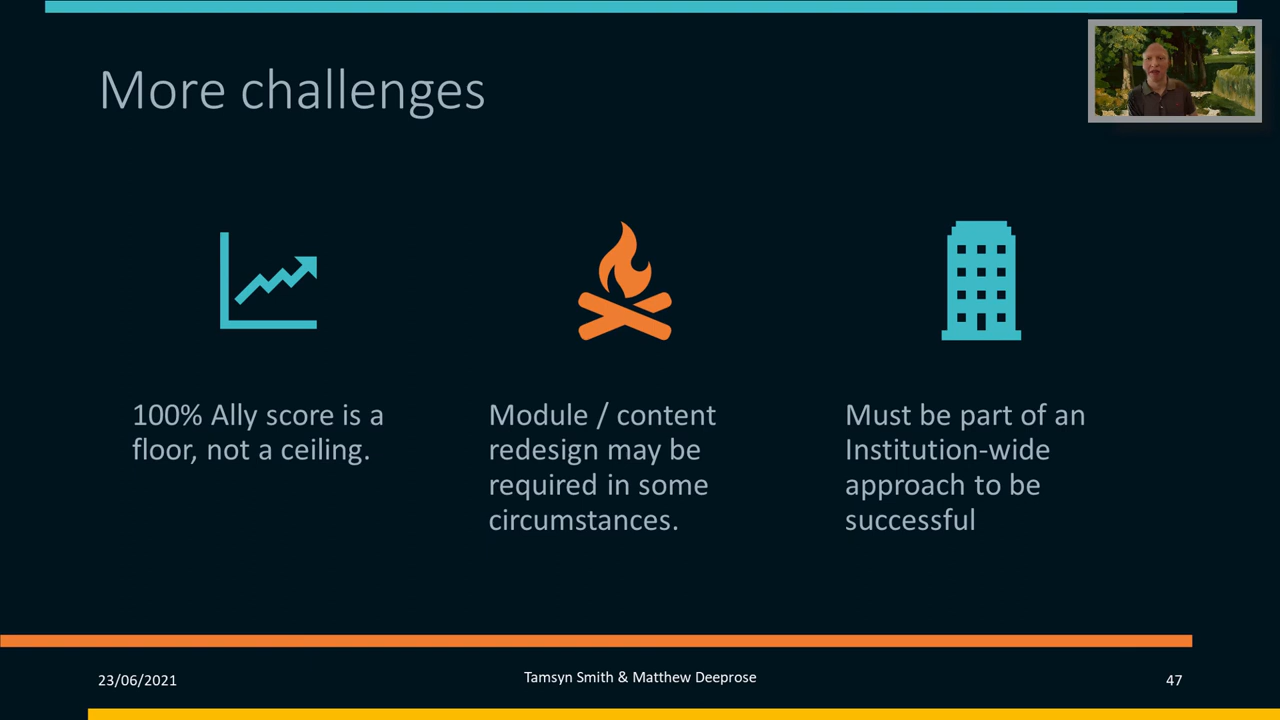 More challenges
100% Ally score is a
floor, not a ceiling.
Module / content
redesign may be
required in some
circumstances.
Must be part of an
Institution-wide
approach to be
successful
23/06/2021
Tamsyn Smith & Matthew Deeprose
47